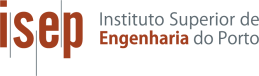 isep
Instituto Superior de
Engenharia do Porto